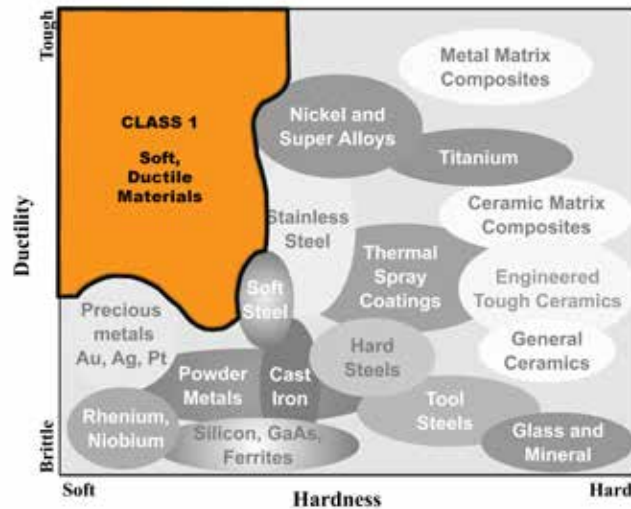 Tough
Ductility
Brittle
CLASS 1
Soft,
Ductile
Materials
Metal Matrix
Composites
Nickel and
Super Alloys
Titanium
Stainless
Steel
Ceramic Matrix
Composites
Thermal
Spray
Coatings
Engineered
Tough Ceramics
Soft
Steel
Precious
metals
Au, Ag, Pt
General
Ceramics
Hard
Steels
Powder
Metals
Cast
Iron
Tool
Steels
Rhenium,
Niobium
Silicon, GaAs,
Ferrites
Glass and
Mineral
Soft
Hardness
Hard